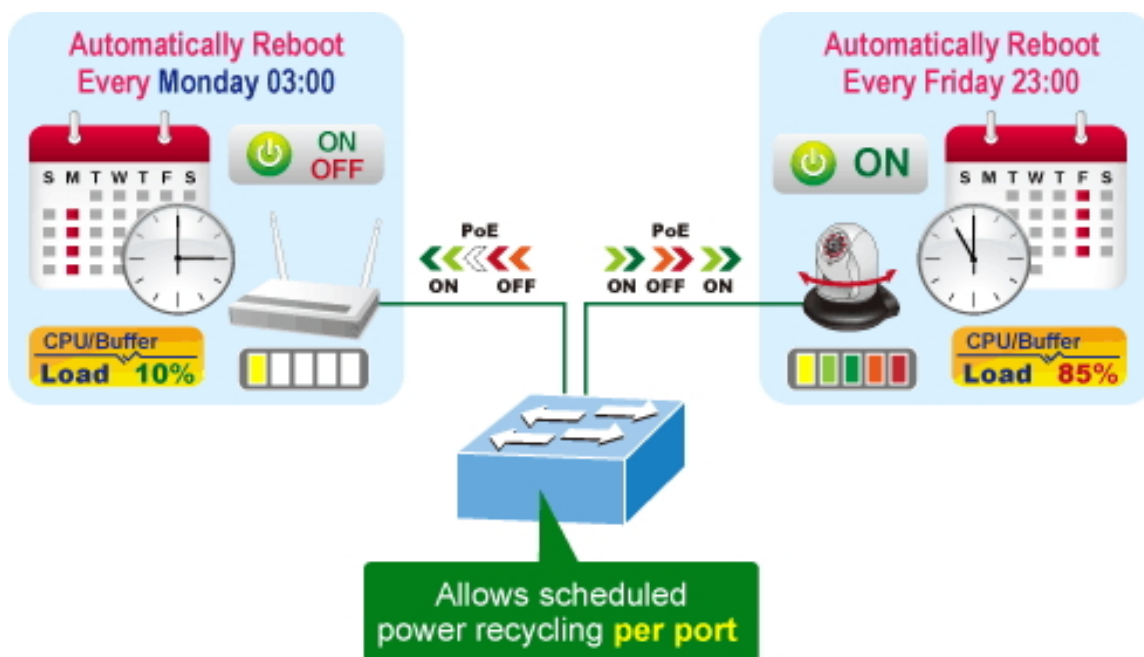 Automatically Reboot
Every Monday 03:00
S M T W T F S
ON
OFF
CPU/Buffer
Load 10%
PoE
ON OFF
PoE
ON OFF ON
Automatically Reboot
Every Friday 23:00
ON
S M T W T F S
CPU/Buffer
Load 85%
Allows scheduled
power recycling per port